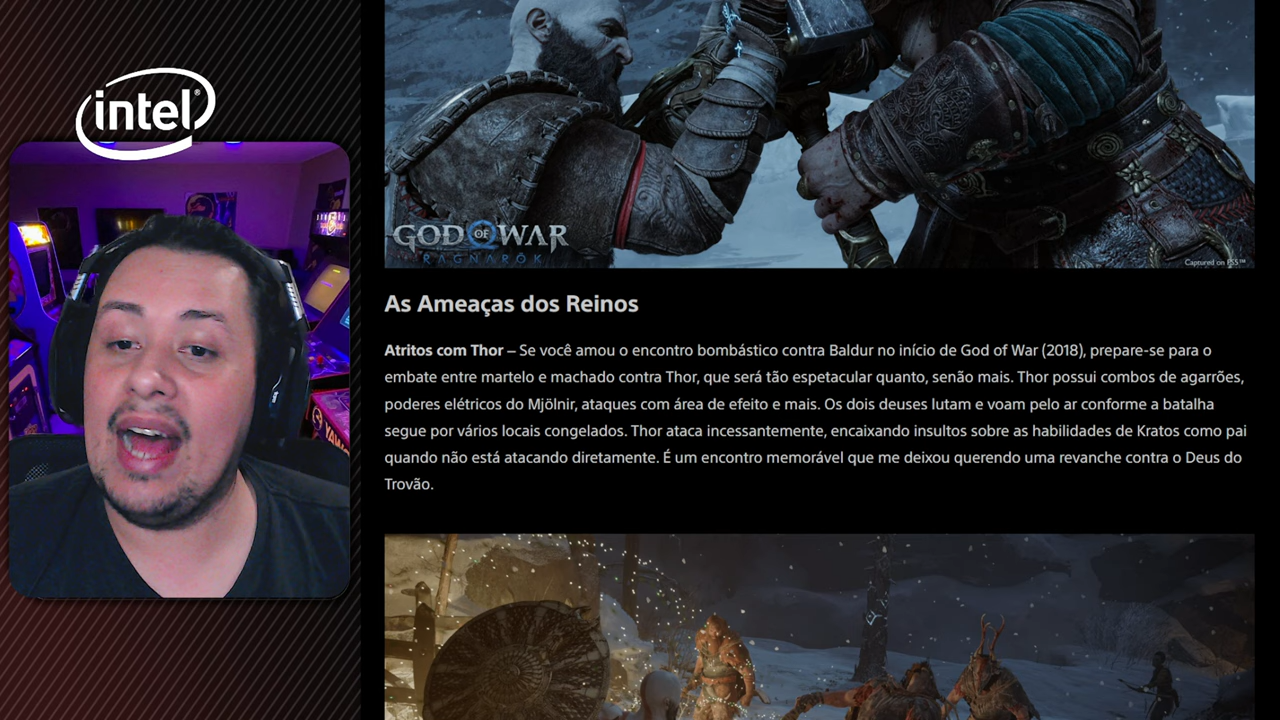 intel®
GOD OF WAR
RAGNARÖK
Captured on PS5™
As Ameaças dos Reinos
Atritos com Thor – Se você amou o encontro bombástico contra Baldur no início de God of War (2018), prepare-se para o
embate entre martelo e machado contra Thor, que será tão espetacular quanto, senão mais. Thor possui combos de agarrões,
poderes elétricos do Mjölnir, ataques com área de efeito e mais. Os dois deuses lutam e voam pelo ar conforme a batalha
segue por vários locais congelados. Thor ataca incessantemente, encaixando insultos sobre as habilidades de Kratos como pai
quando não está atacando diretamente. É um encontro memorável que me deixou querendo uma revanche contra o Deus do
Trovão.